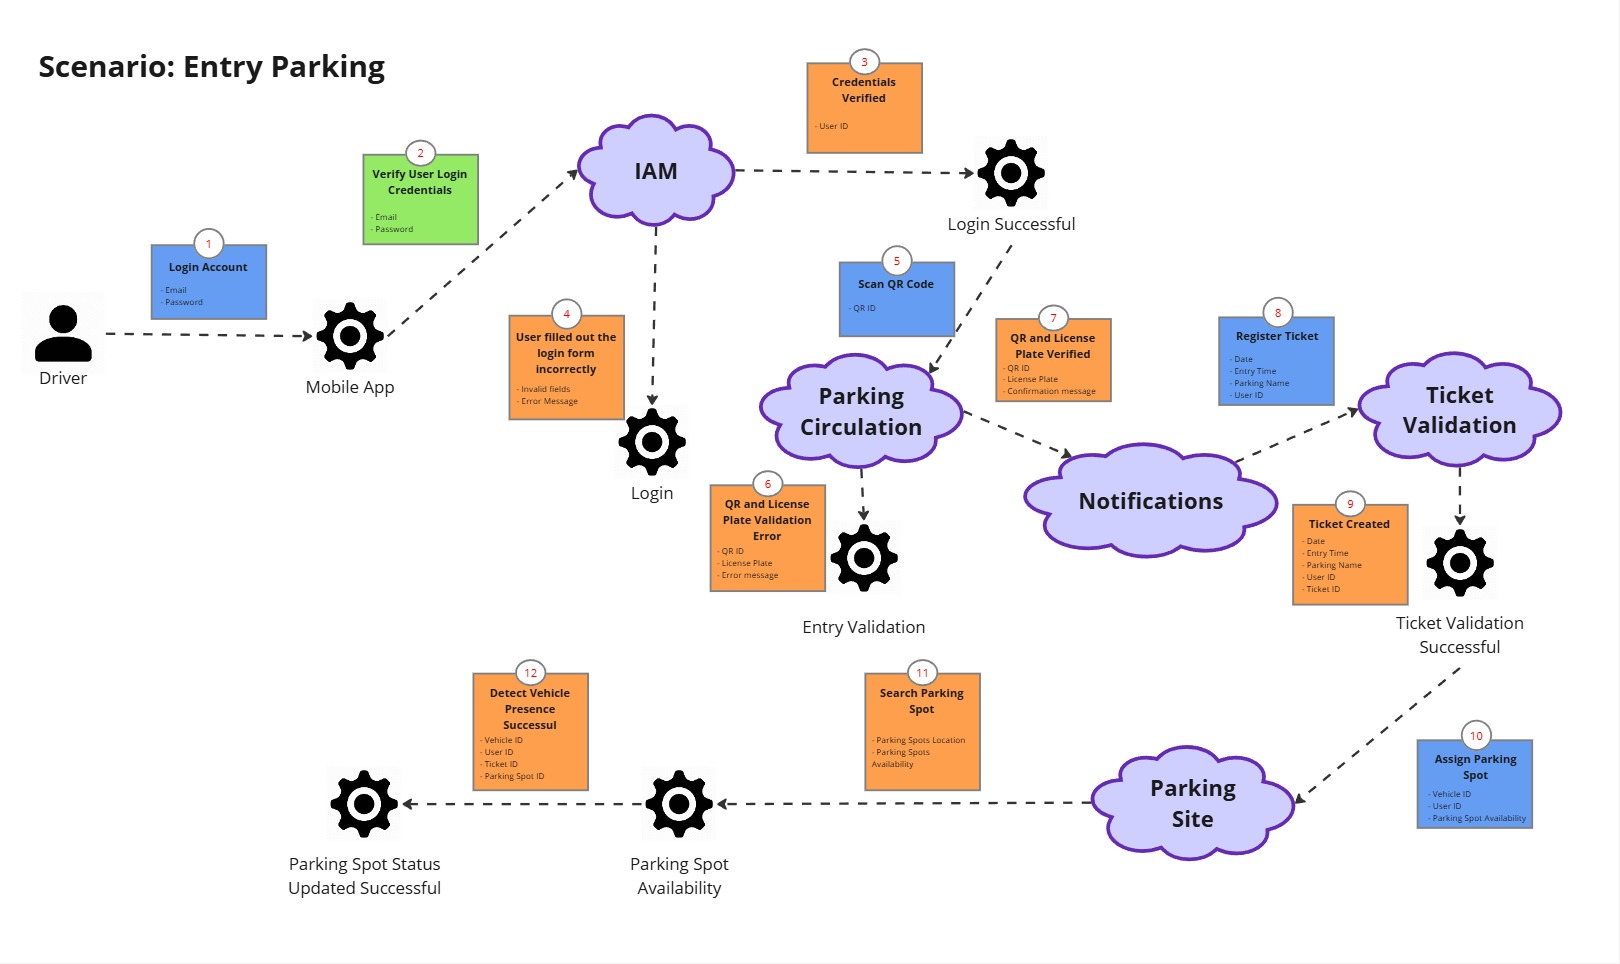 Scenario: Entry Parking
1
Login Account
- Email
- Password
Driver
Mobile App
2
Verify User Login
Credentials
- Email
- Password
IAM
3
Credentials
Verified
- User ID
Login Successful
4
User filled out the
login form
incorrectly
- Invalid fields
- Error Message
Login
5
Scan QR Code
- QR ID
Parking
Circulation
6
QR and License
Plate Validation
Error
- QR ID
- License Plate
- Error message
Entry Validation
7
QR and License
Plate Verified
- QR ID
- License Plate
- Confirmation message
Notifications
8
Register Ticket
- Date
- Entry Time
- Parking Name
- User ID
Ticket
Validation
9
Ticket Created
- Date
- Entry Time
- Parking Name
- User ID
- Ticket ID
Ticket Validation
Successful
10
Assign Parking
Spot
- Vehicle ID
- User ID
- Parking Spot Availability
Parking
Site
11
Search Parking
Spot
- Parking Spots Location
- Parking Spots
Availability
Parking Spot
Availability
12
Detect Vehicle
Presence
Successul
- Vehicle ID
- User ID
- Ticket ID
- Parking Spot ID
Parking Spot Status
Updated Successful